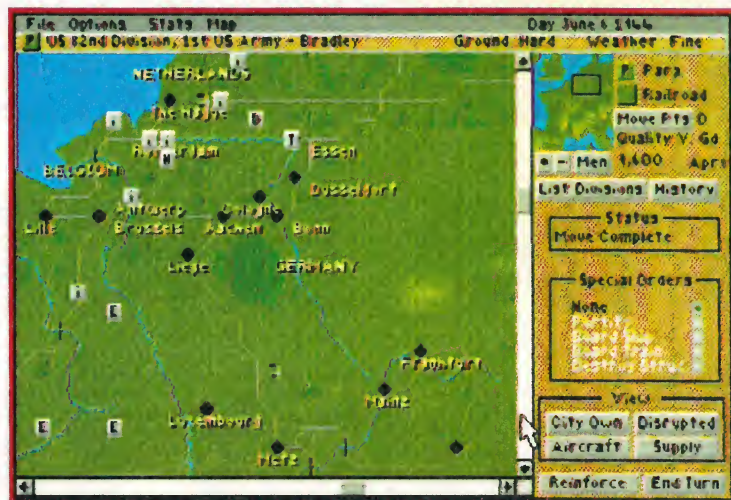 File Options Stats Map Day June 6 1944
US 82nd Division, 1st US Army - Bradley Ground Hard Weather Fine
NETHERLANDS
The Hague
Rotterdam
Essen
BELGIUM
Dusseldorf
Antwerp Cologne
Lille Brussels Aachen Bonn
Liege GERMANY
Frankfurt
Mainz
Luxembourg
Metz
Para
Railroad
Move Pts 0
Quality V Gd
Men 1,600 Aprs
List Divisions History
Status
Move Complete
Special Orders
None
View
City Own Disrupted
Aircraft Supply
Reinforce End Turn